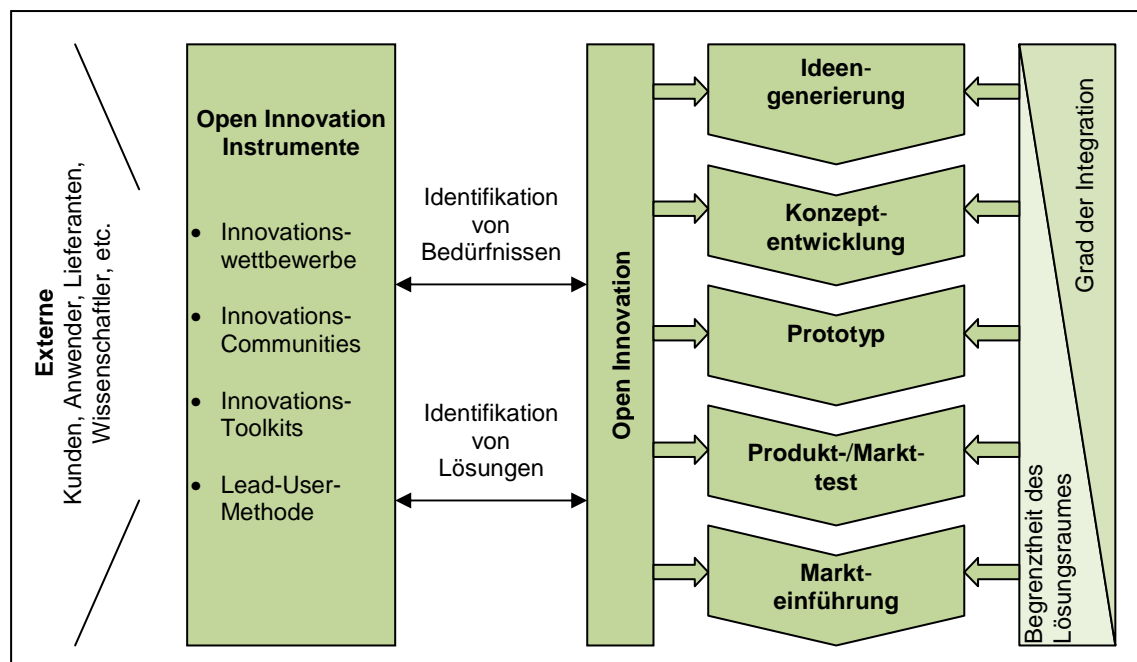 Externe
Kunden, Anwender, Lieferanten,
Wissenschaftler, etc.
Open Innovation
Instrumente
• Innovations-
wettbewerbe
• Innovations-
Communities
• Innovations-
Toolkits
• Lead-User-
Methode
Identifikation
von
Bedürfnissen
Identifikation
von
Lösungen
Open Innovation
Ideen-
generierung
Konzept-
entwicklung
Prototyp
Produkt-/Markt-
test
Markt-
einführung
Grad der Integration
Begrenztheit des
Lösungsraumes